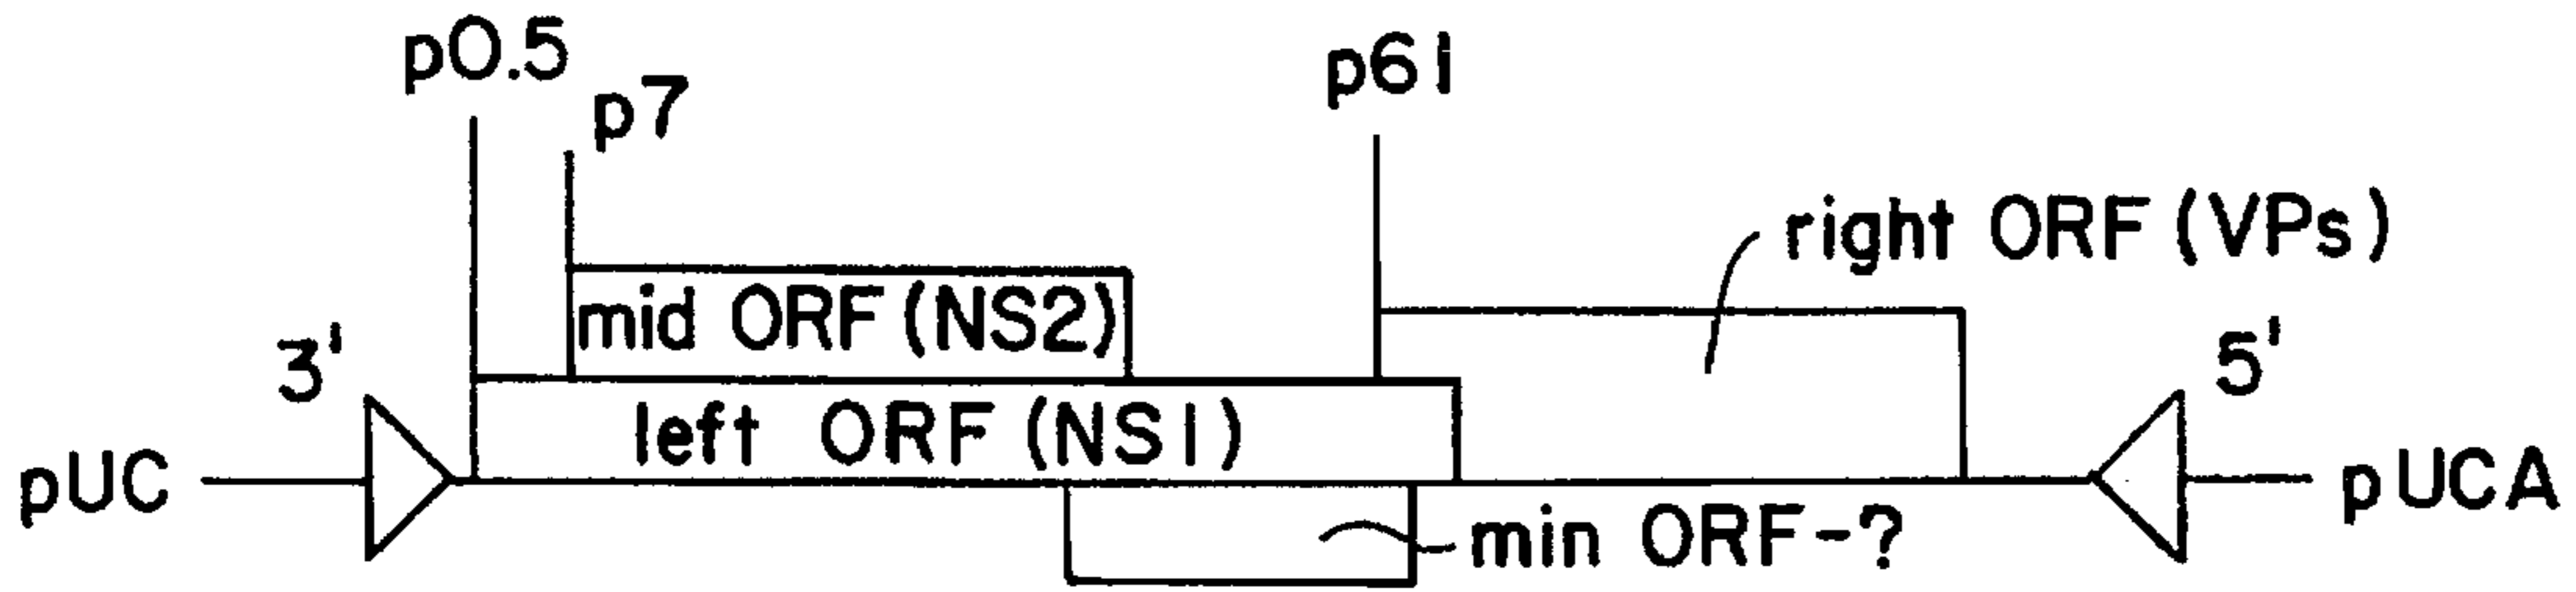 p0.5
p7
p61
right ORF (VPs)
mid ORF (NS2)
3'
5'
left ORF (NS1)
pUC
pUCA
min ORF-?